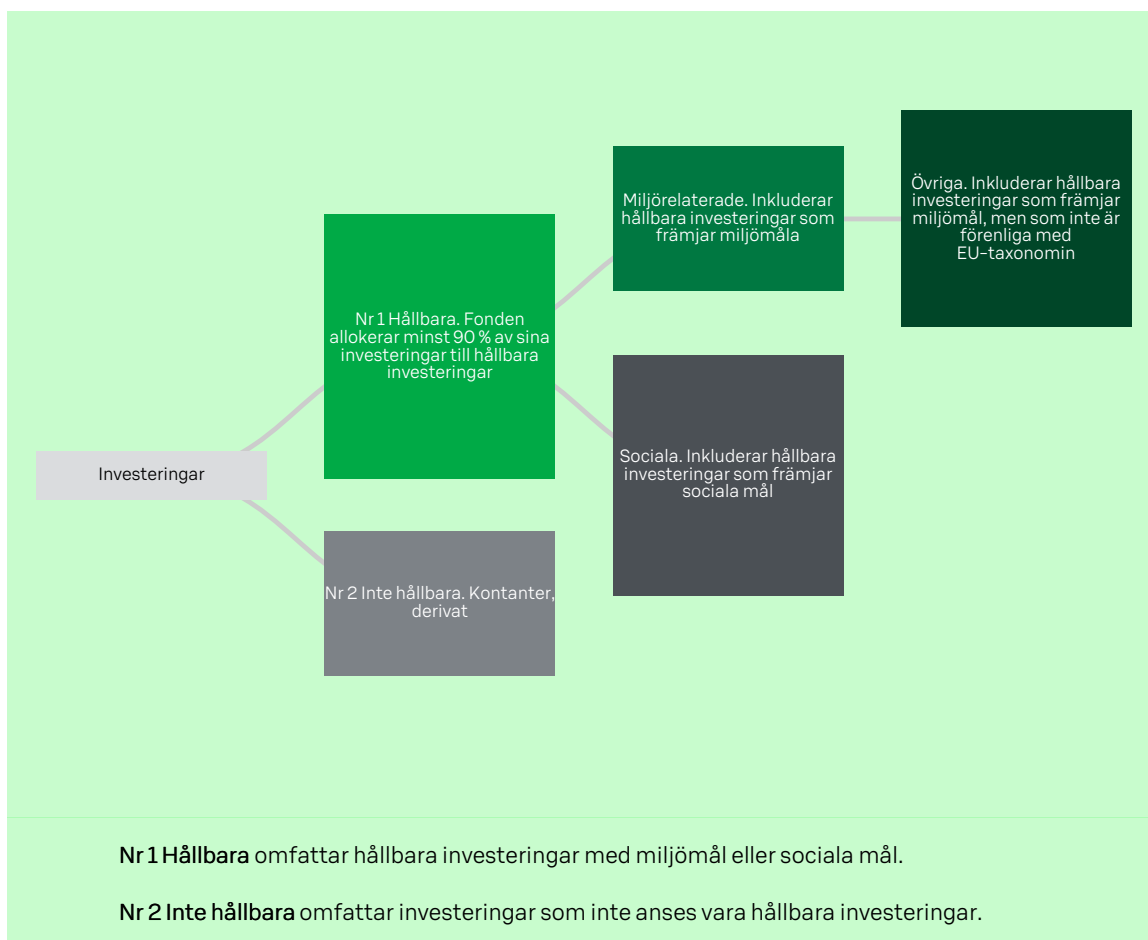 Investeringar
Nr 1 Hållbara. Fonden
allokerar minst 90 % av sina
investeringar till hållbara
investeringar
Nr 2 Inte hållbara. Kontanter,
derivat
Miljörelaterade. Inkluderar
hållbara investeringar som
främjar miljömåla
Sociala. Inkluderar hållbara
investeringar som främjar
sociala mål
Övriga. Inkluderar hållbara
investeringar som främjar
miljömål, men som inte är
förenliga med
EU-taxonomin
Nr 1 Hållbara omfattar hållbara investeringar med miljömål eller sociala mål.
Nr 2 Inte hållbara omfattar investeringar som inte anses vara hållbara investeringar.